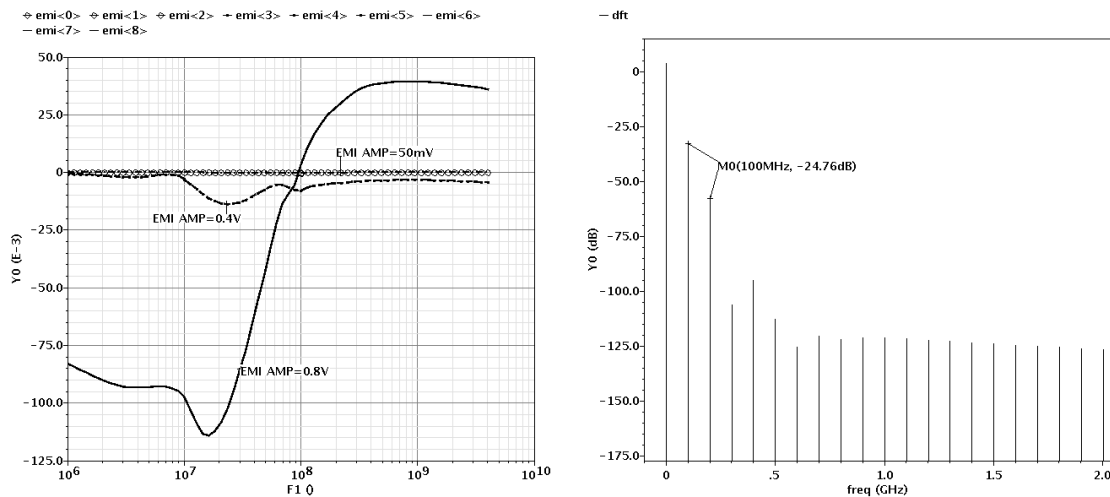 emi<0> emi<1> emi<2> emi<3> emi<4> emi<5> emi<6>
emi<7> emi<8>
50.0
25.0
0
-25.0
-50.0
-75.0
-100.0
-125.0
Y0 (E-3)
EMI AMP=50mV
EMI AMP=0.4V
EMI AMP=0.8V
10^6
10^7
10^8
10^9
10^10
F1 ()
dft
0
-25.0
-50.0
-75.0
-100.0
-125.0
-150.0
-175.0
Y0 (dB)
M0(100MHz, -24.76dB)
0
.5
1.0
1.5
2.0
freq (GHz)